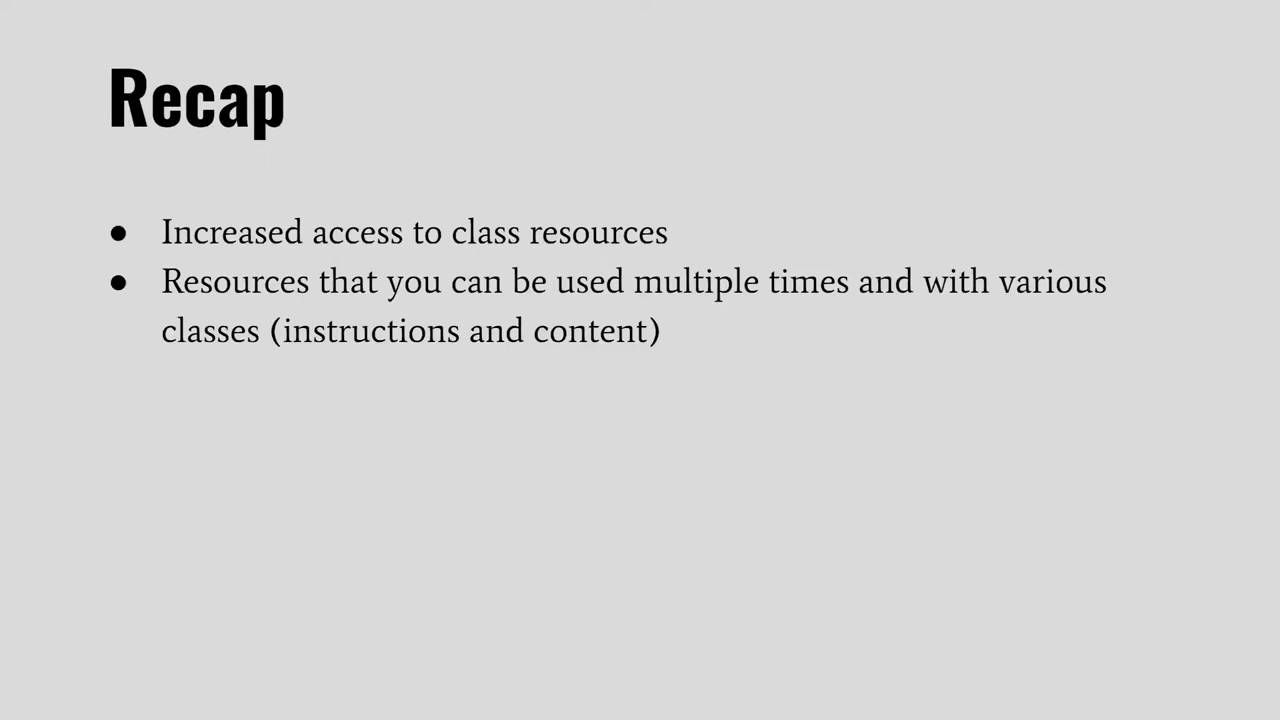 Recap
● Increased access to class resources
● Resources that you can be used multiple times and with various
classes (instructions and content)